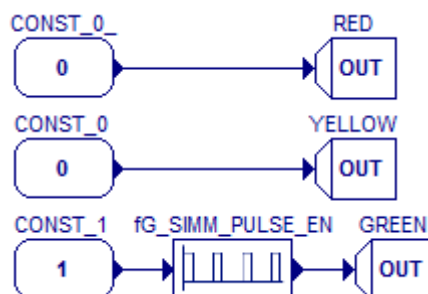 CONST_0_ RED
0 OUT
CONST_0 YELLOW
0 OUT
CONST_1 fG_SIMM_PULSE_EN GREEN
1 OUT